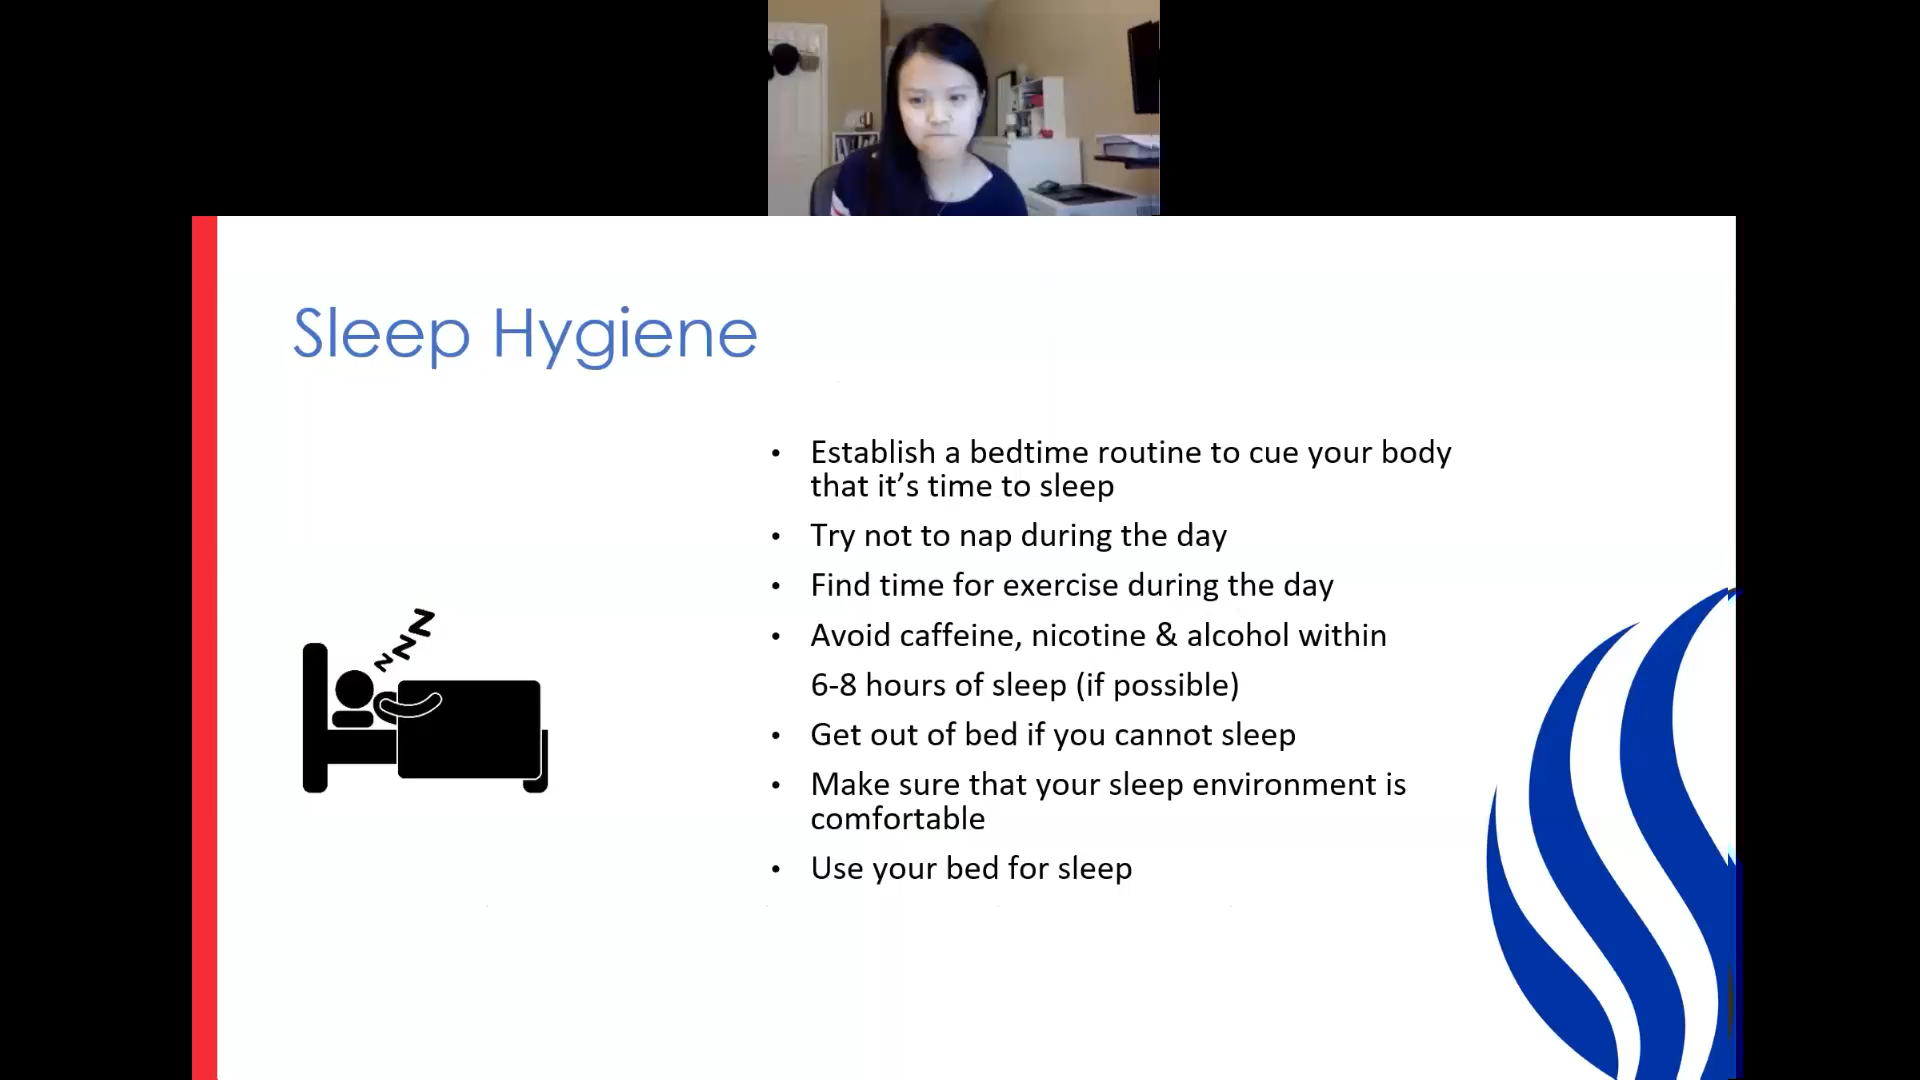 Sleep Hygiene
• Establish a bedtime routine to cue your body
that it’s time to sleep
• Try not to nap during the day
• Find time for exercise during the day
• Avoid caffeine, nicotine & alcohol within
6-8 hours of sleep (if possible)
• Get out of bed if you cannot sleep
• Make sure that your sleep environment is
comfortable
• Use your bed for sleep
z z z